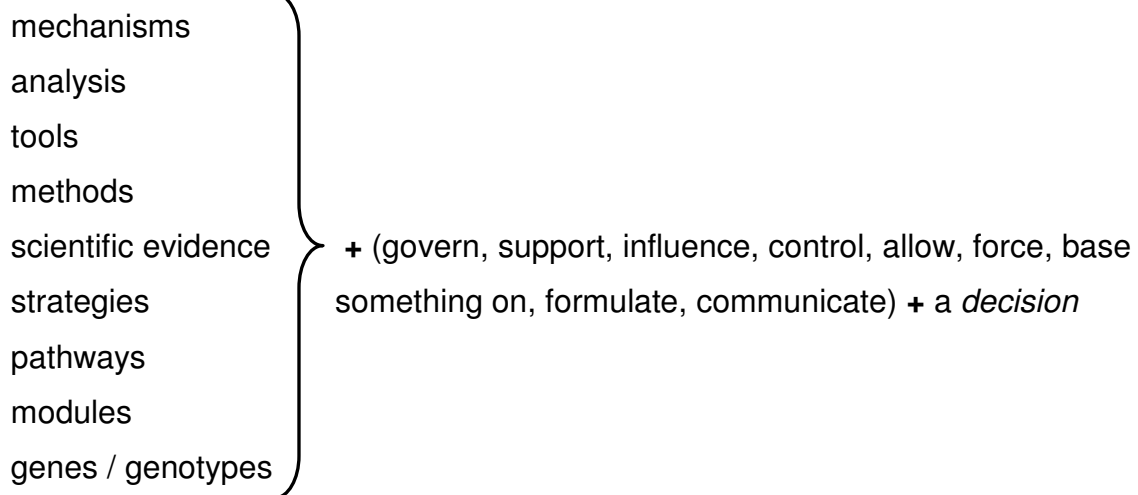 mechanisms
analysis
tools
methods
scientific evidence
strategies
pathways
modules
genes / genotypes
+ (govern, support, influence, control, allow, force, base
something on, formulate, communicate) + a decision